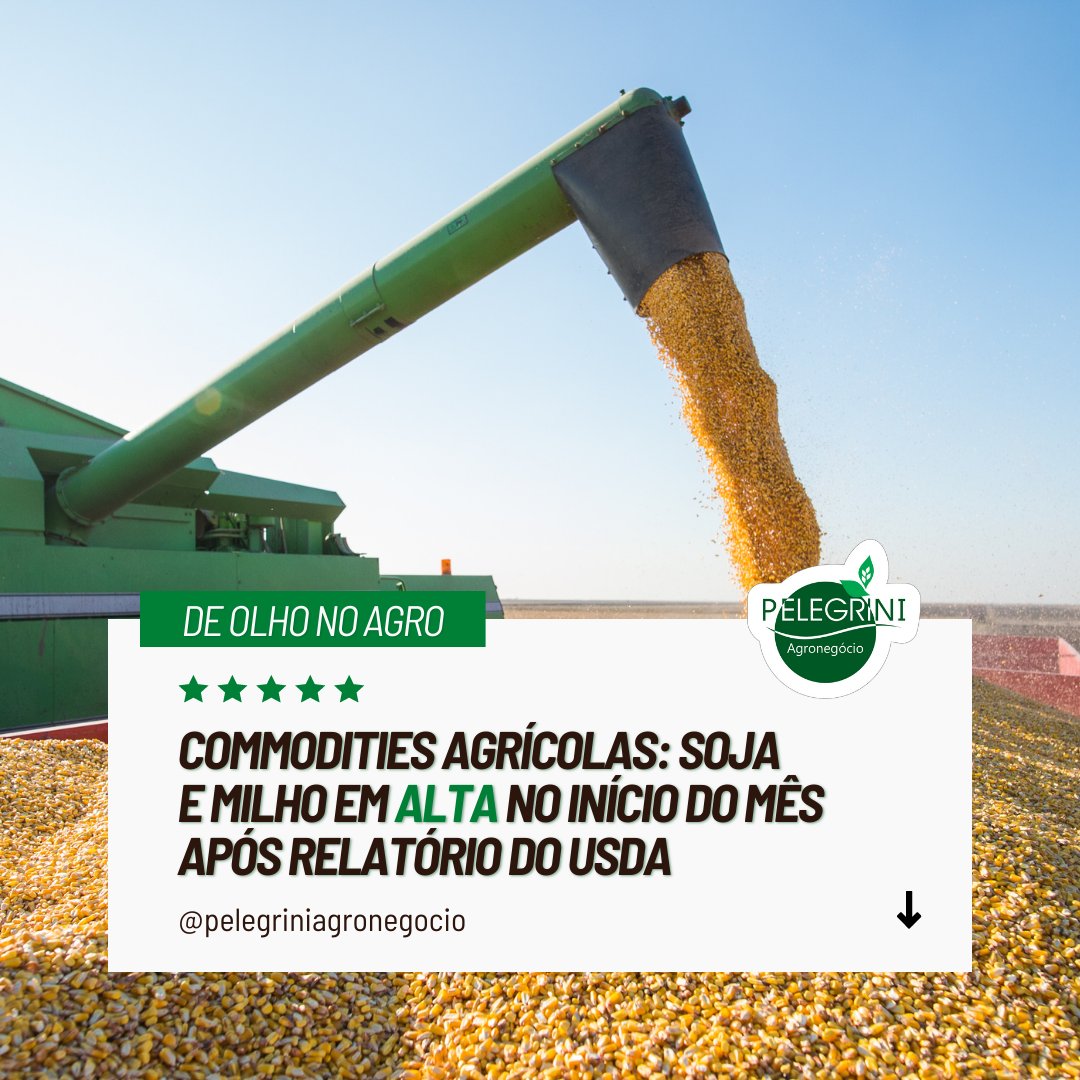 DE OLHO NO AGRO
PELEGRINI
Agronegócio
COMMODITIES AGRÍCOLAS: SOJA
E MILHO EM ALTA NO INÍCIO DO MÊS
APÓS RELATÓRIO DO USDA
@pelegriniagronegocio